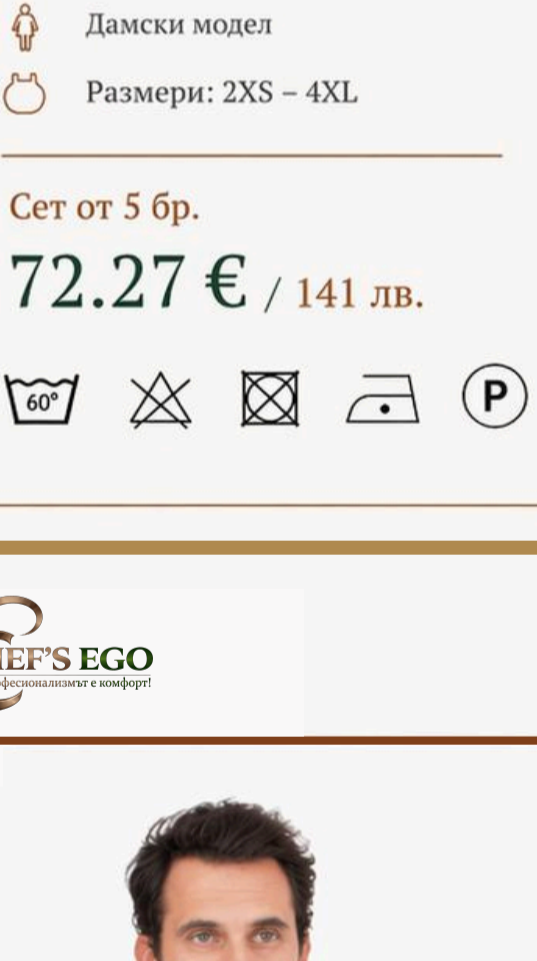 Дамски модел
Размери: 2XS – 4XL
Сет от 5 бр.
72.27 € / 141 лв.
60°
P
EF'S EGO
фесионализмът е комфорт!